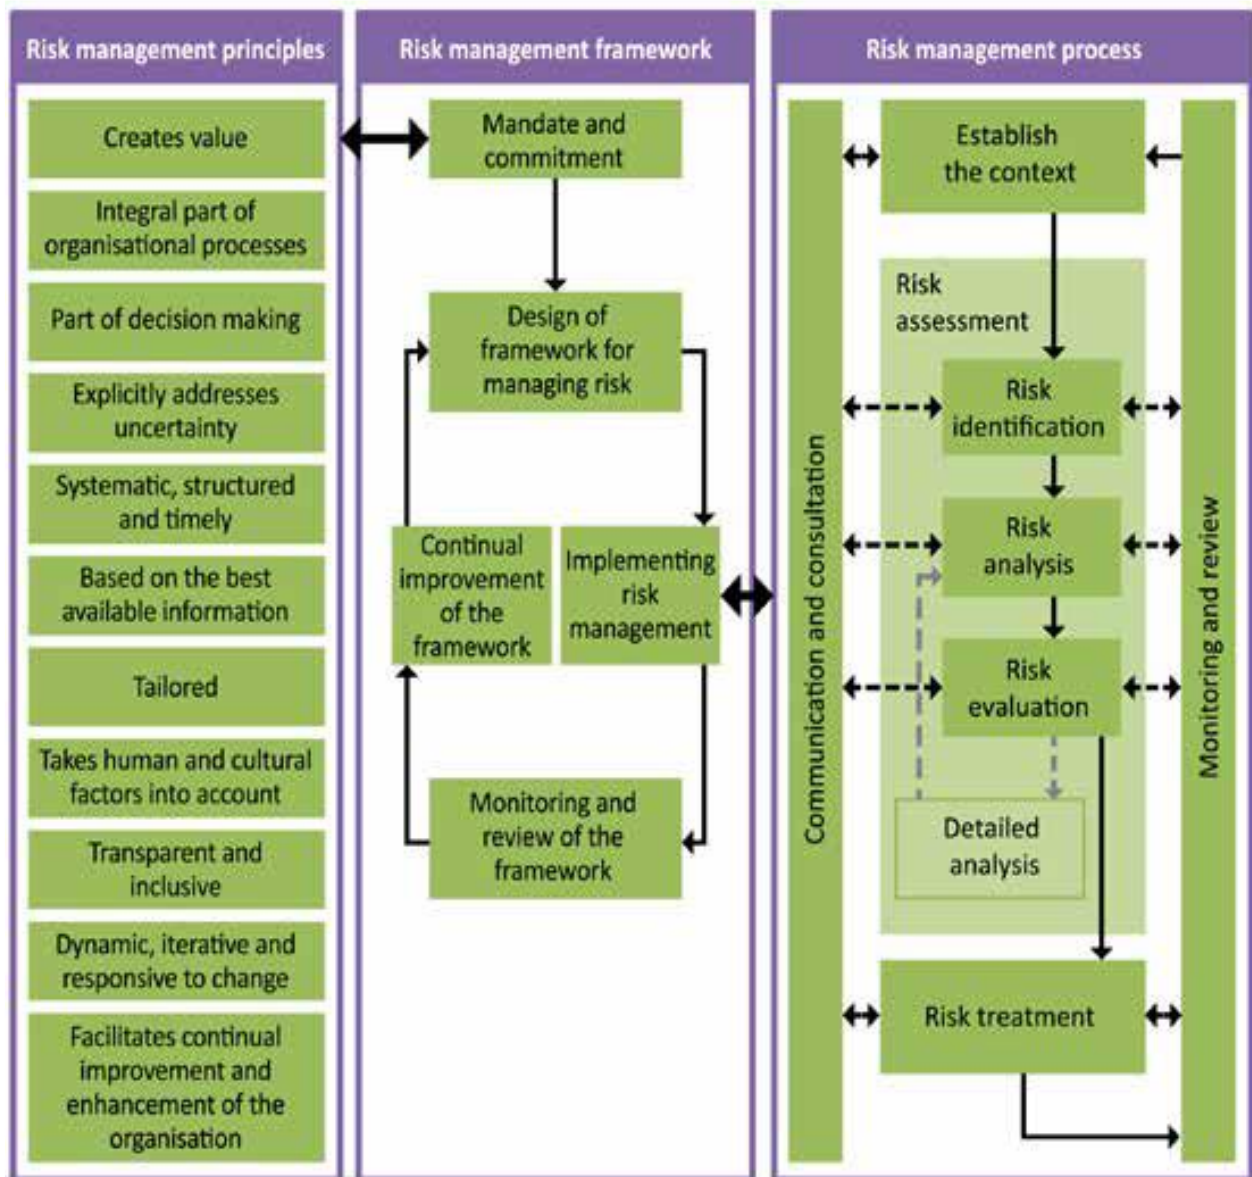 Risk management principles
Creates value
Integral part of
organisational processes
Part of decision making
Explicitly addresses
uncertainty
Systematic, structured
and timely
Based on the best
available information
Tailored
Takes human and cultural
factors into account
Transparent and
inclusive
Dynamic, iterative and
responsive to change
Facilitates continual
improvement and
enhancement of the
organisation
Risk management framework
Mandate and
commitment
Design of
framework for
managing risk
Continual
improvement
of the
framework
Implementing
risk
management
Monitoring and
review of the
framework
Risk management process
Communication and consultation
Establish
the context
Risk
assessment
Risk
identification
Risk
analysis
Risk
evaluation
Detailed
analysis
Risk treatment
Monitoring and review